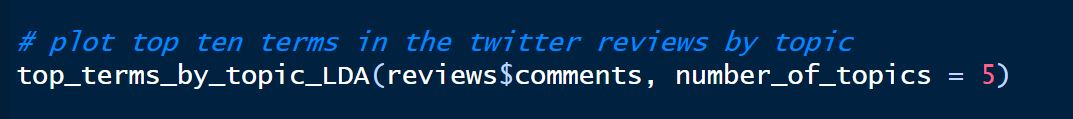 # plot top ten terms in the twitter reviews by topic
top_terms_by_topic_LDA(reviews$comments, number_of_topics = 5)